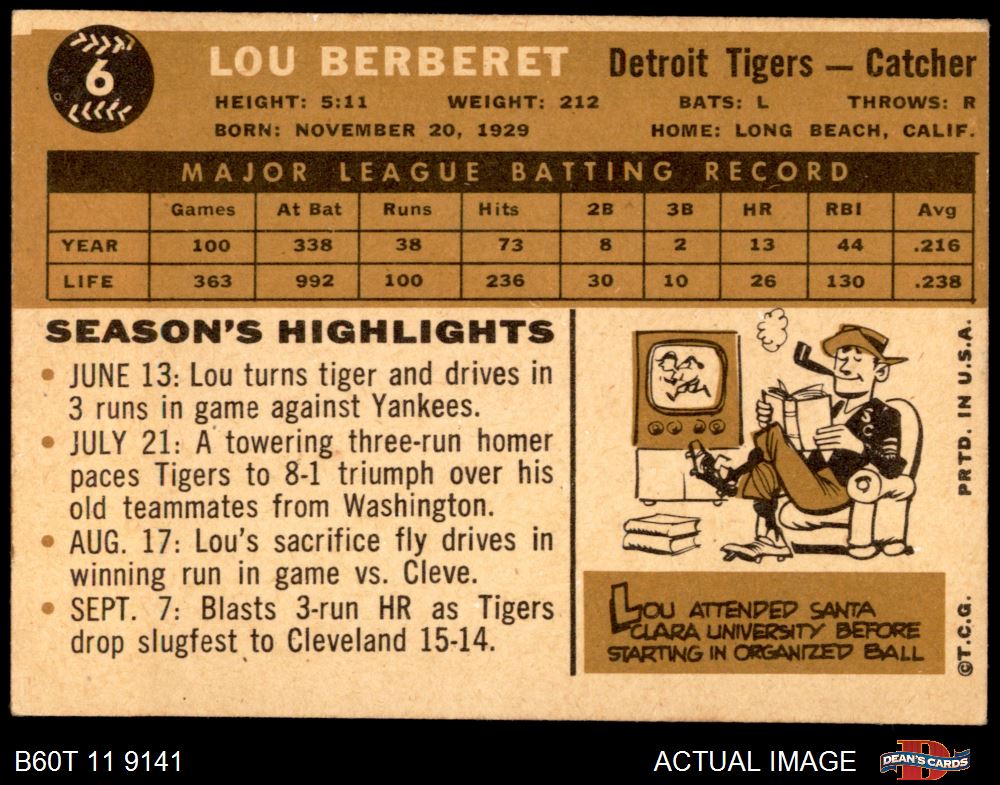 6
LOU BERBERET Detroit Tigers — Catcher
HEIGHT: 5:11 WEIGHT: 212 BATS: L THROWS: R
BORN: NOVEMBER 20, 1929 HOME: LONG BEACH, CALIF.
MAJOR LEAGUE BATTING RECORD
Games At Bat Runs Hits 2B 3B HR RBI Avg
YEAR 100 338 38 73 8 2 13 44 .216
LIFE 363 992 100 236 30 10 26 130 .238
SEASON'S HIGHLIGHTS
• JUNE 13: Lou turns tiger and drives in
3 runs in game against Yankees.
• JULY 21: A towering three-run homer
paces Tigers to 8-1 triumph over his
old teammates from Washington.
• AUG. 17: Lou's sacrifice fly drives in
winning run in game vs. Cleve.
• SEPT. 7: Blasts 3-run HR as Tigers
drop slugfest to Cleveland 15-14.
SC
LOU ATTENDED SANTA
CLARA UNIVERSITY BEFORE
STARTING IN ORGANIZED BALL
©T.C.G. PRTD. IN U.S.A.
B60T 11 9141 ACTUAL IMAGE D DEAN'S CARDS